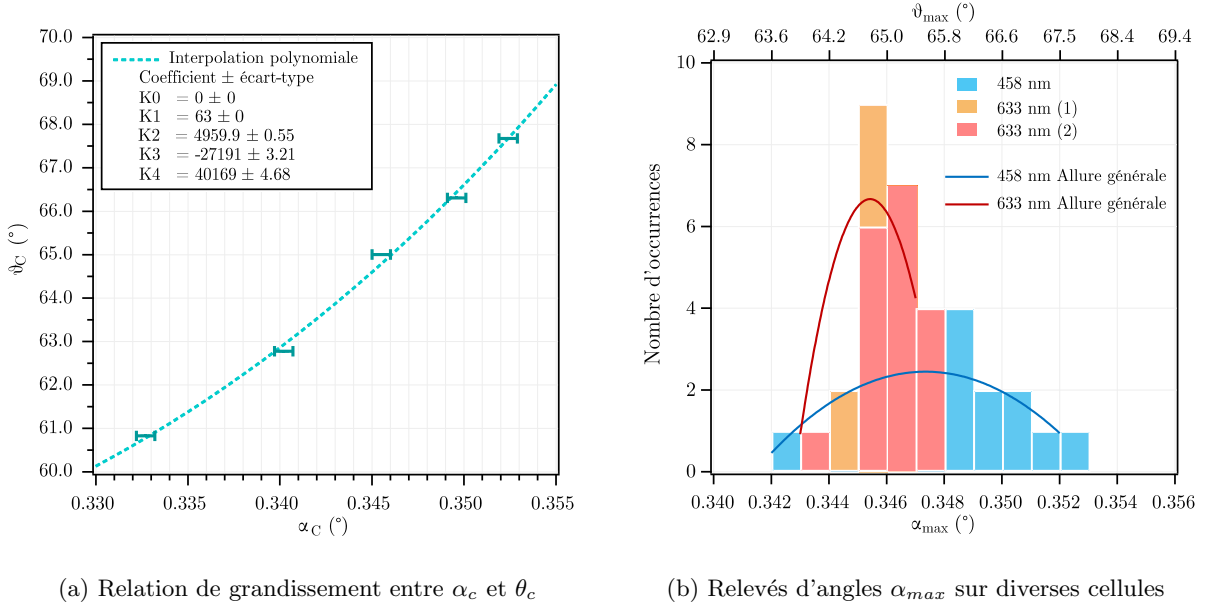 70.0
69.0
68.0
67.0
66.0
65.0
64.0
63.0
62.0
61.0
60.0
ϑC (°)
Interpolation polynomiale
Coefficient ± écart-type
K0 = 0 ± 0
K1 = 63 ± 0
K2 = 4959.9 ± 0.55
K3 = -27191 ± 3.21
K4 = 40169 ± 4.68
0.330 0.335 0.340 0.345 0.350 0.355
αC (°)
(a) Relation de grandissement entre αc et θc
ϑmax (°)
62.9 63.6 64.2 65.0 65.8 66.6 67.5 68.4 69.4
10
8
6
4
2
0
Nombre d'occurrences
458 nm
633 nm (1)
633 nm (2)
458 nm Allure générale
633 nm Allure générale
0.340 0.342 0.344 0.346 0.348 0.350 0.352 0.354 0.356
αmax (°)
(b) Relevés d'angles αmax sur diverses cellules